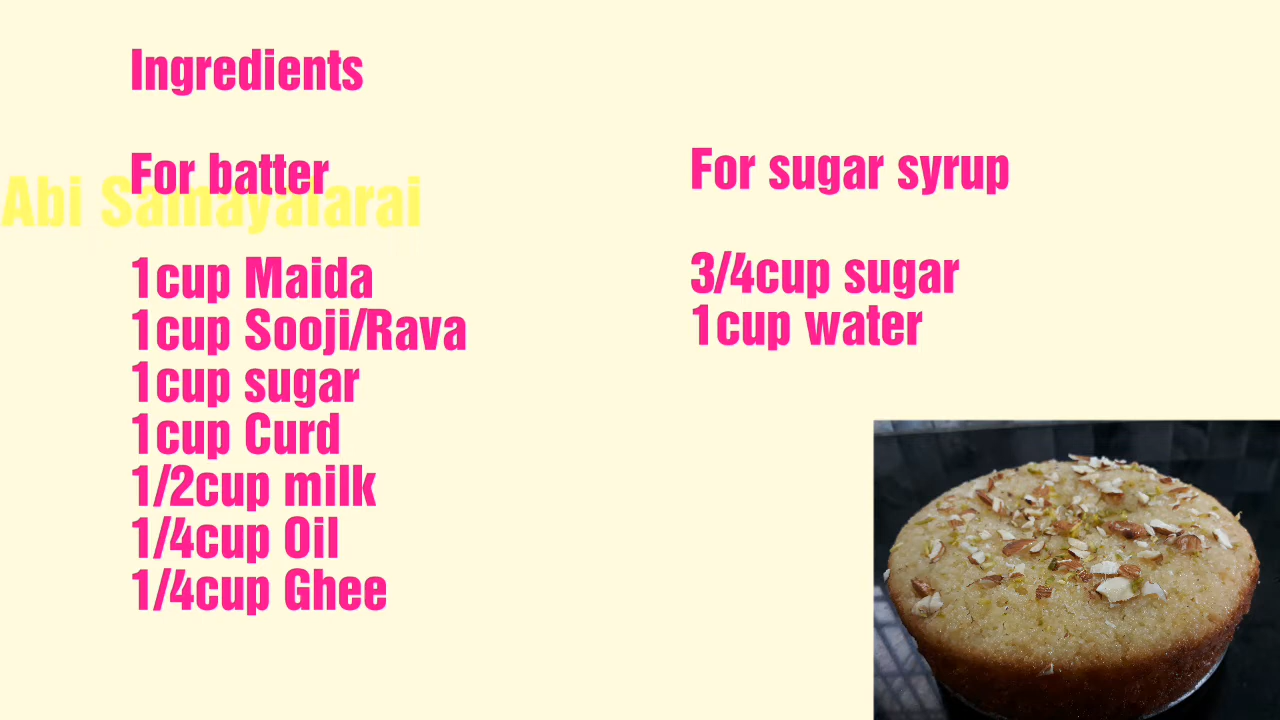 Ingredients
For batter
Abi Samayalarai
1cup Maida
1cup Sooji/Rava
1cup sugar
1cup Curd
1/2cup milk
1/4cup Oil
1/4cup Ghee
For sugar syrup
3/4cup sugar
1cup water